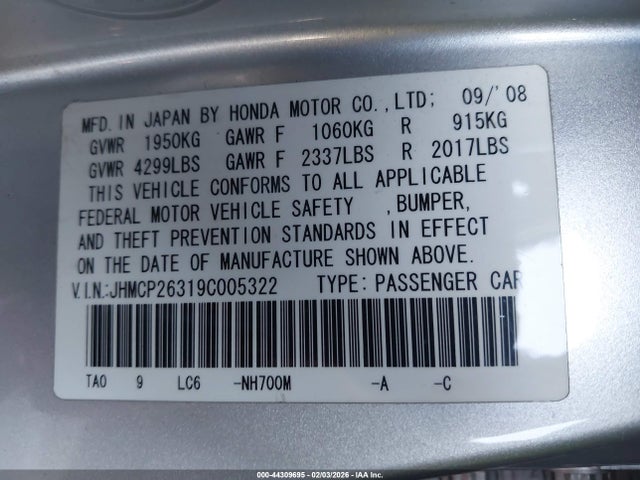 MFD. IN JAPAN BY HONDA MOTOR CO., LTD; 09/'08
GVWR 1950KG GAWR F 1060KG R 915KG
GVWR 4299LBS GAWR F 2337LBS R 2017LBS
THIS VEHICLE CONFORMS TO ALL APPLICABLE
FEDERAL MOTOR VEHICLE SAFETY , BUMPER,
AND THEFT PREVENTION STANDARDS IN EFFECT
ON THE DATE OF MANUFACTURE SHOWN ABOVE.
V.I.N.:JHMCP26319C005322 TYPE: PASSENGER CAR
TA0 9 LC6 -NH700M -A -C
000-44309695 - 02/03/2026 - IAA Inc.